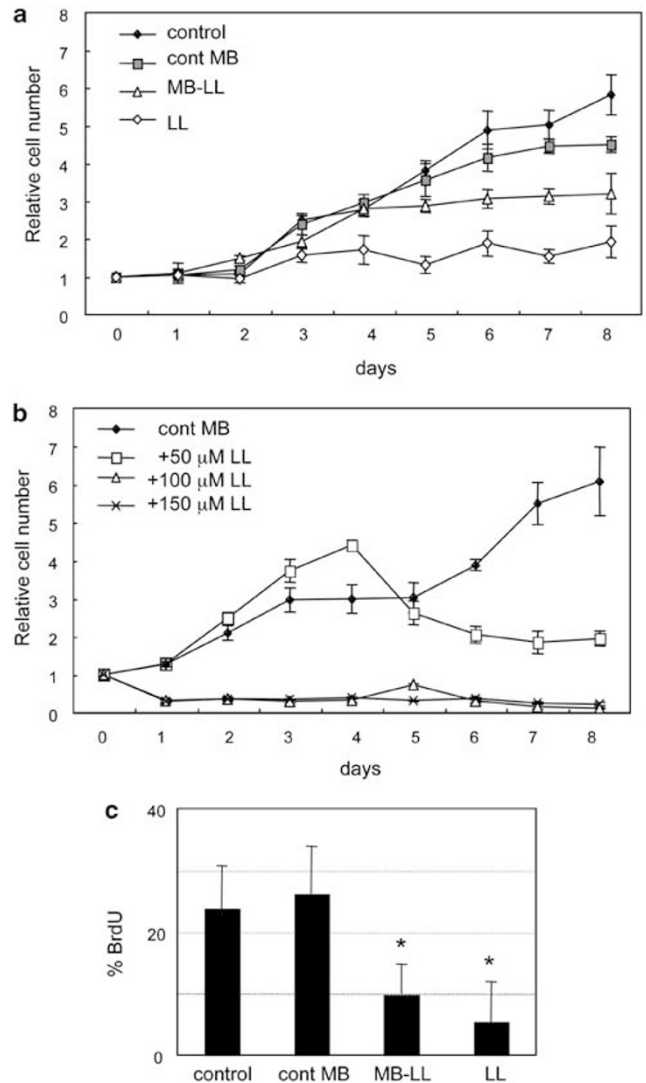 a
8
7
6
5
4
3
2
1
0
Relative cell number
control
cont MB
MB-LL
LL
0 1 2 3 4 5 6 7 8
days
b
8
7
6
5
4
3
2
1
0
Relative cell number
cont MB
+50 μM LL
+100 μM LL
+150 μM LL
0 1 2 3 4 5 6 7 8
days
c
40
20
0
% BrdU
* *
control cont MB MB-LL LL